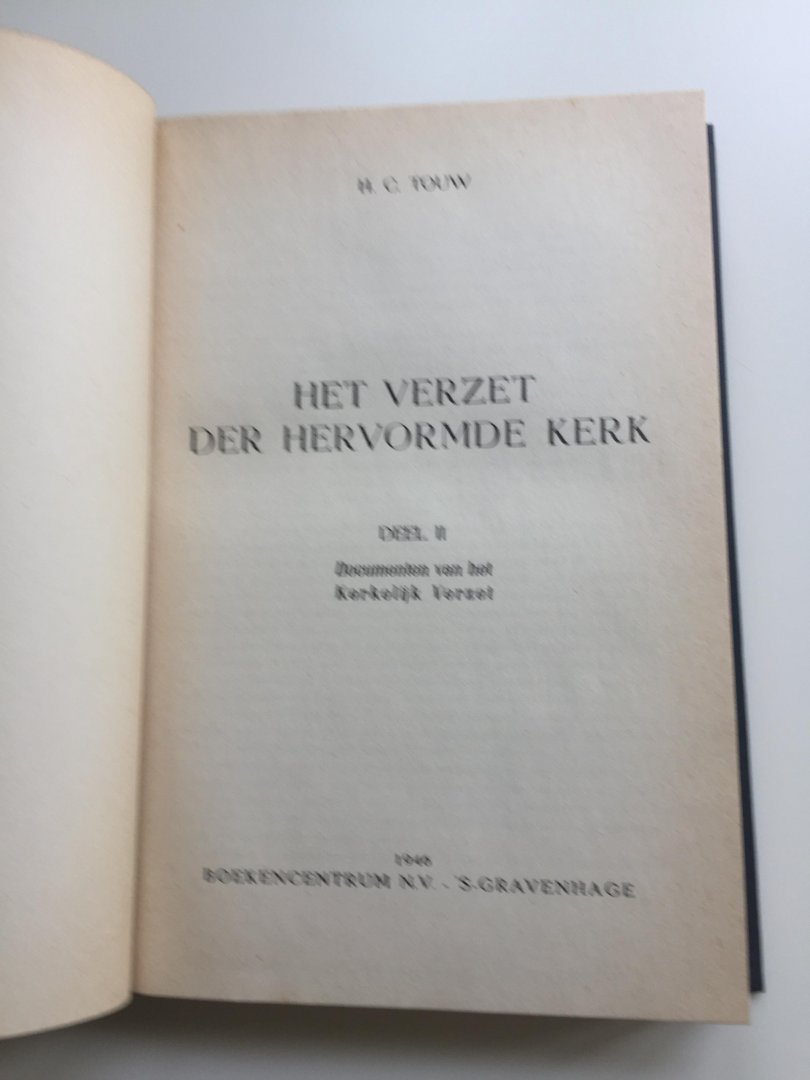 H. C. TOUW
HET VERZET
DER HERVORMDE KERK
DEEL II
Documenten van het
Kerkelijk Verzet
1946
BOEKENCENTRUM N.V. - 'S-GRAVENHAGE